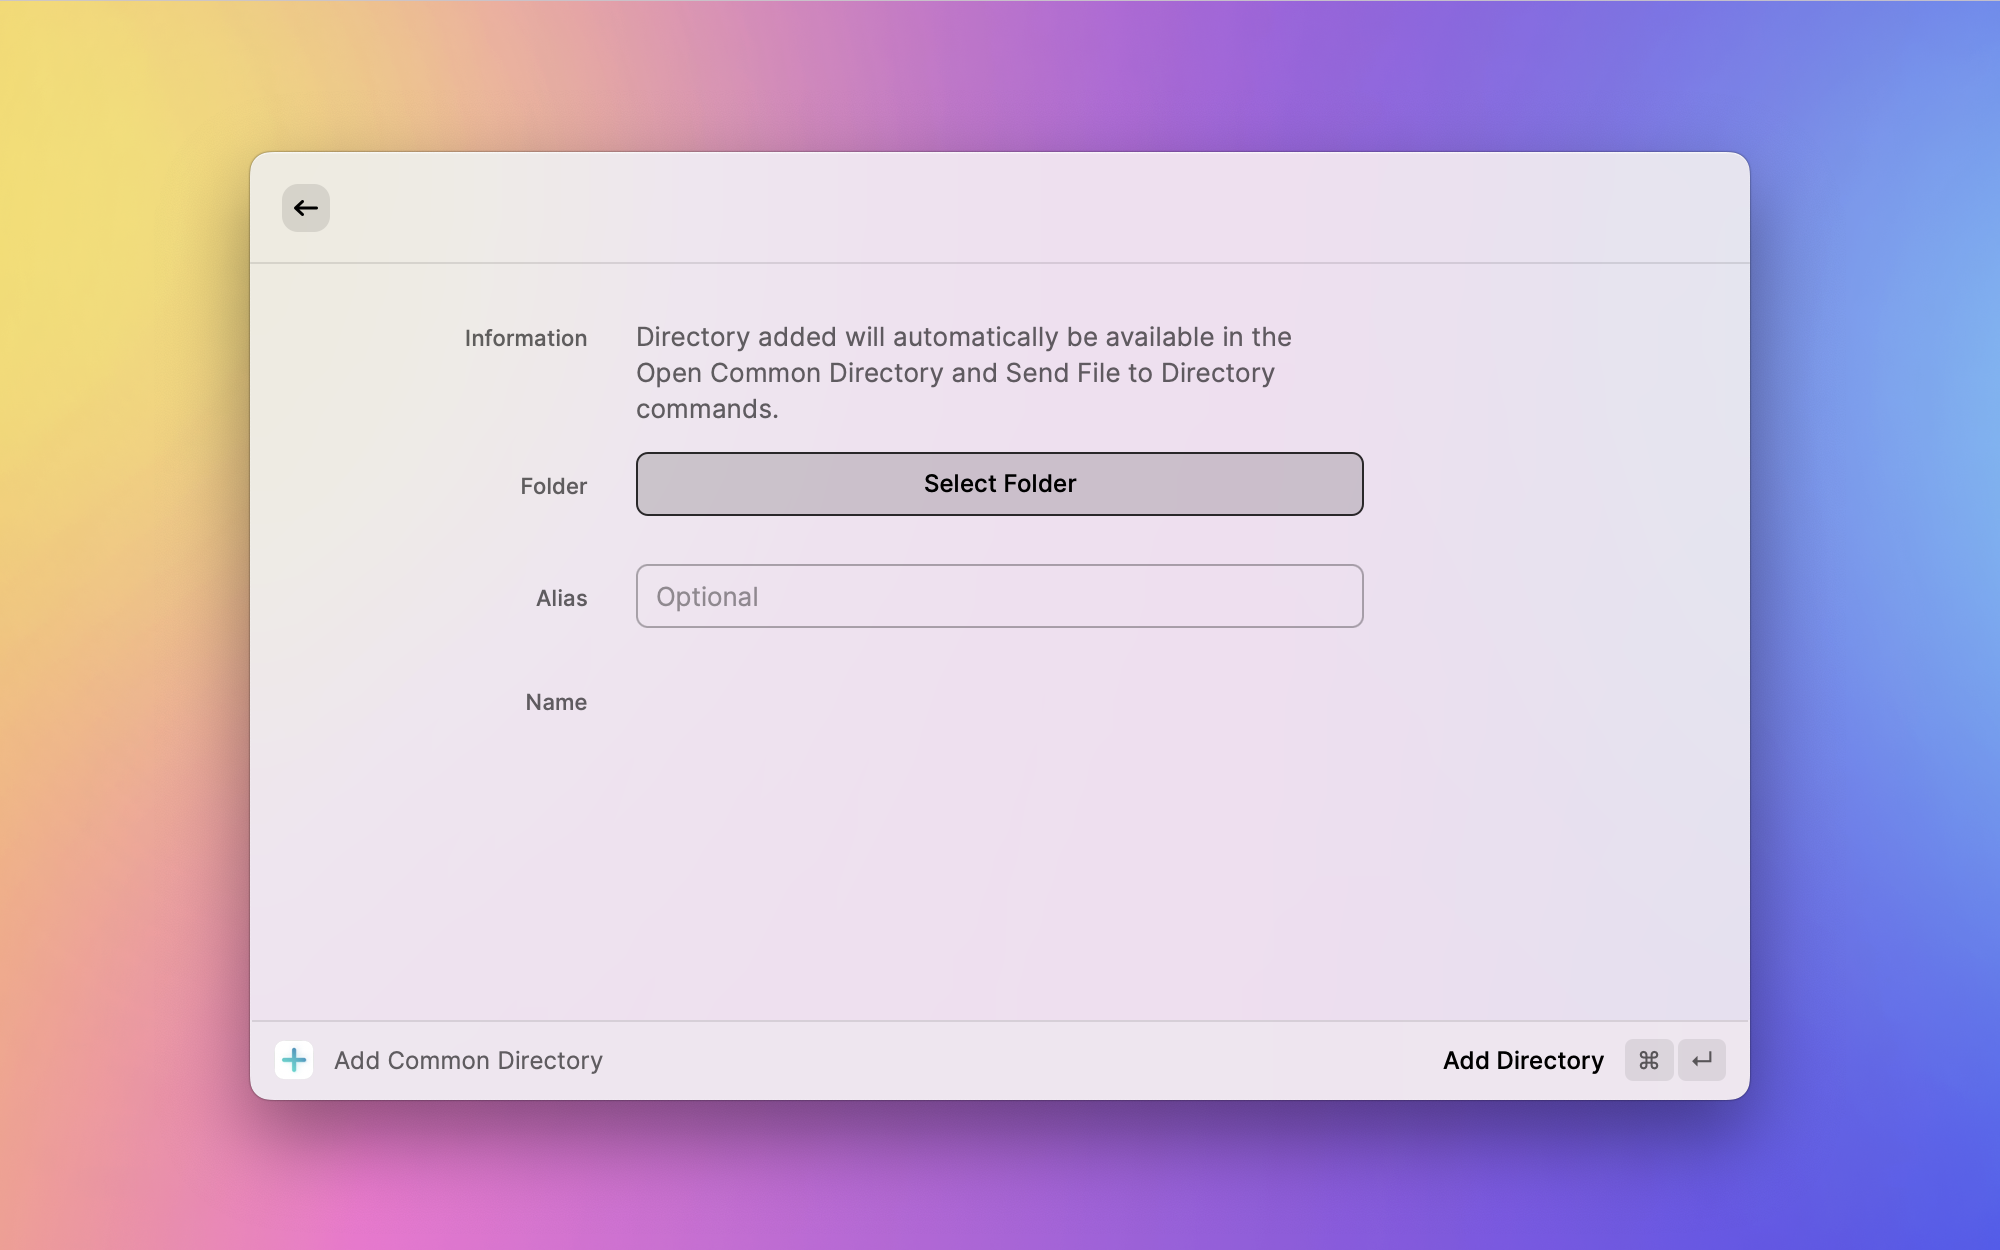 Information
Directory added will automatically be available in the
Open Common Directory and Send File to Directory
commands.
Folder
Select Folder
Alias
Optional
Name
Add Common Directory
Add Directory ⌘ ↵